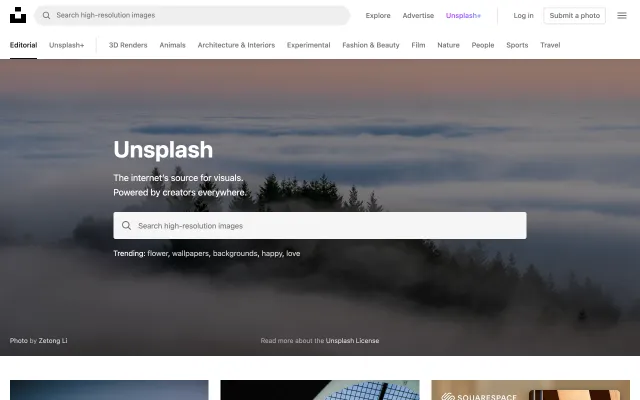 Search high-resolution images
Explore
Advertise
Unsplash+
Log in
Submit a photo
Editorial
Unsplash+
3D Renders
Animals
Architecture & Interiors
Experimental
Fashion & Beauty
Film
Nature
People
Sports
Travel
Unsplash
The internet's source for visuals.
Powered by creators everywhere.
Search high-resolution images
Trending: flower, wallpapers, backgrounds, happy, love
Photo by Zetong Li
Read more about the Unsplash License
SQUARESPACE